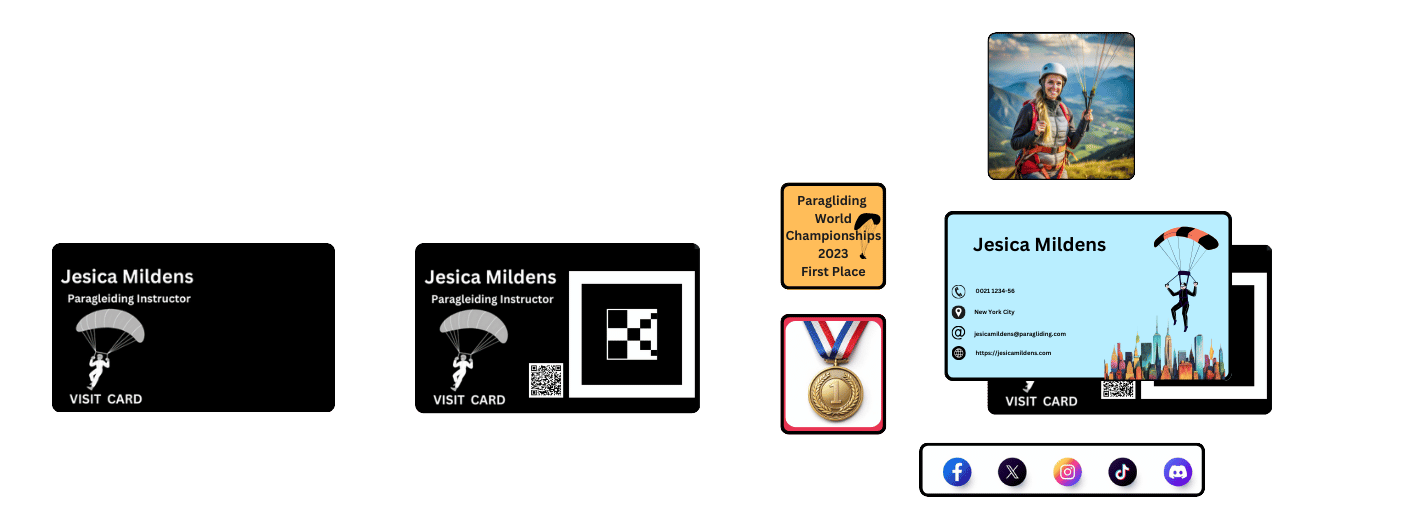 Jesica Mildens
Paragleiding Instructor
VISIT CARD
Jesica Mildens
Paragleiding Instructor
VISIT CARD
Paragliding
World
Championships
2023
First Place
1
Jesica Mildens
0021 1234-56
New York City
jesicamildens@paragliding.com
https://jesicamildens.com
VISIT CARD